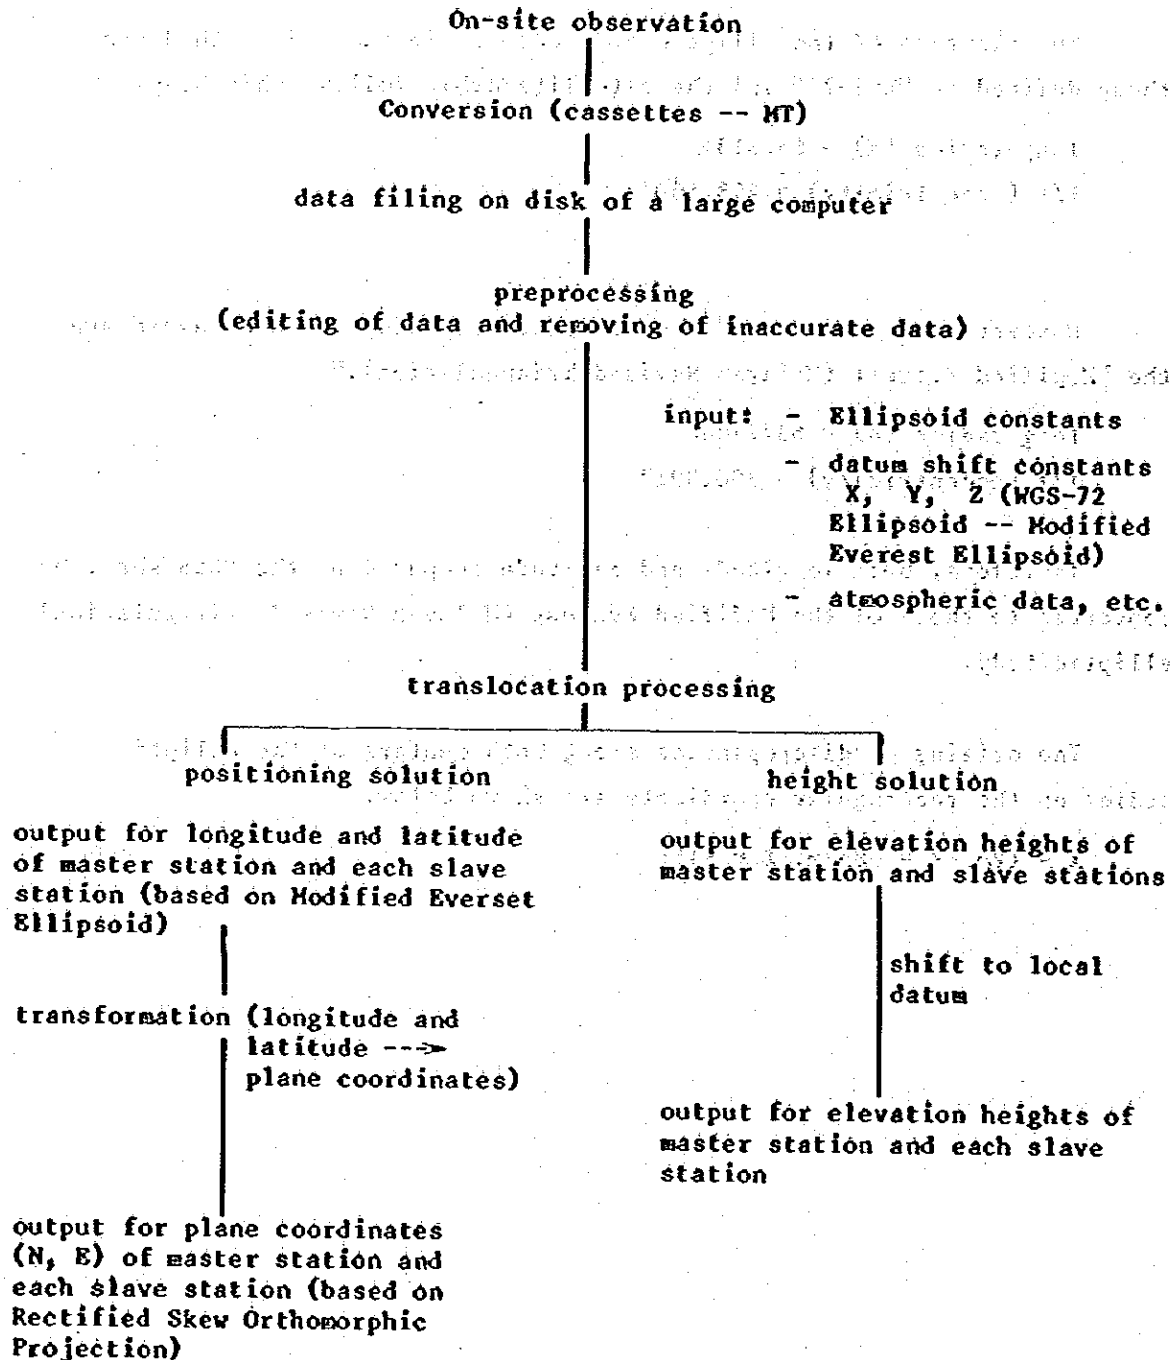 On-site observation
Conversion (cassettes -- MT)
data filing on disk of a large computer
preprocessing
(editing of data and removing of inaccurate data)
input: - Ellipsoid constants
- datum shift constants
X, Y, Z (WGS-72
Ellipsoid -- Modified
Everest Ellipsoid)
- atmospheric data, etc.
translocation processing
positioning solution
output for longitude and latitude
of master station and each slave
station (based on Modified Everset
Ellipsoid)
transformation (longitude and
latitude --->
plane coordinates)
output for plane coordinates
(N, E) of master station and
each slave station (based on
Rectified Skew Orthomorphic
Projection)
height solution
output for elevation heights of
master station and slave stations
shift to local
datum
output for elevation heights of
master station and each slave
station